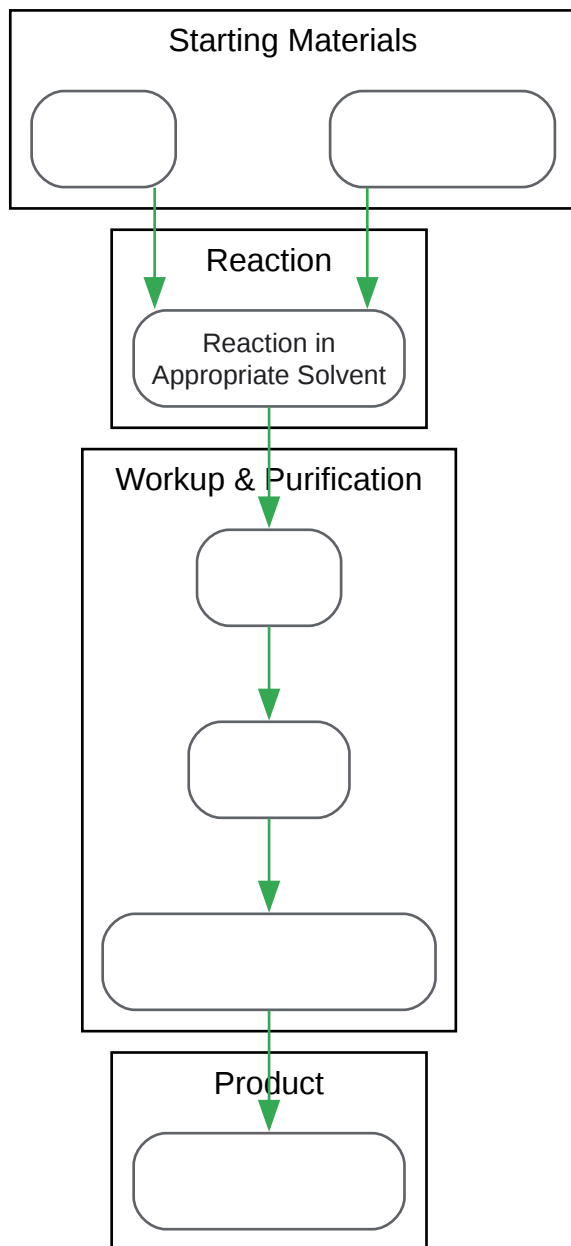 Starting Materials
Reaction
Reaction in
Appropriate Solvent
Workup & Purification
Product